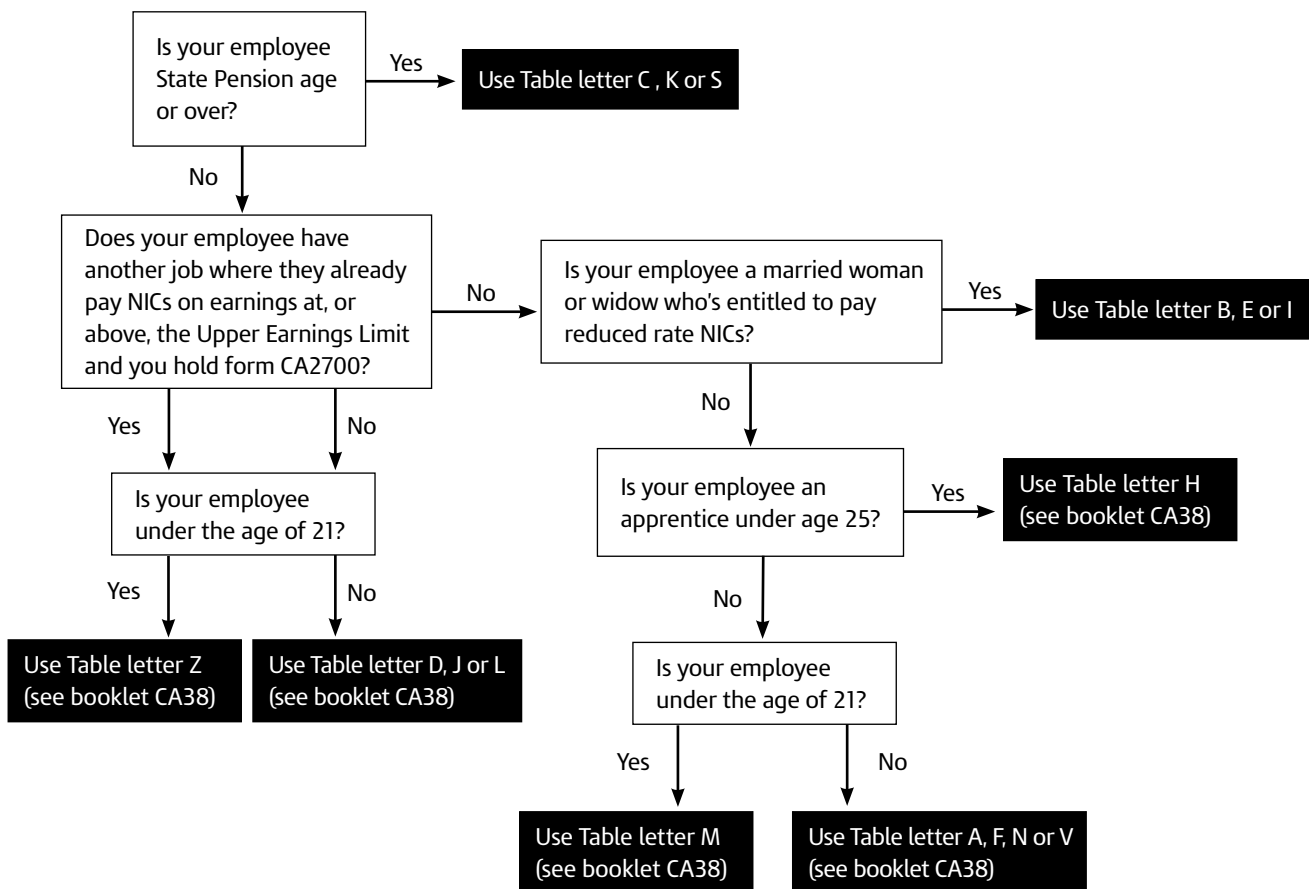 Is your employee
State Pension age
or over?
Yes
Use Table letter C , K or S
No
Does your employee have
another job where they already
pay NICs on earnings at, or
above, the Upper Earnings Limit
and you hold form CA2700?
No
Is your employee a married woman
or widow who's entitled to pay
reduced rate NICs?
Yes
Use Table letter B, E or I
Yes
No
No
Is your employee
under the age of 21?
Is your employee an
apprentice under age 25?
Yes
Use Table letter H
(see booklet CA38)
Yes
No
No
Use Table letter Z
(see booklet CA38)
Use Table letter D, J or L
(see booklet CA38)
Is your employee
under the age of 21?
Yes
No
Use Table letter M
(see booklet CA38)
Use Table letter A, F, N or V
(see booklet CA38)